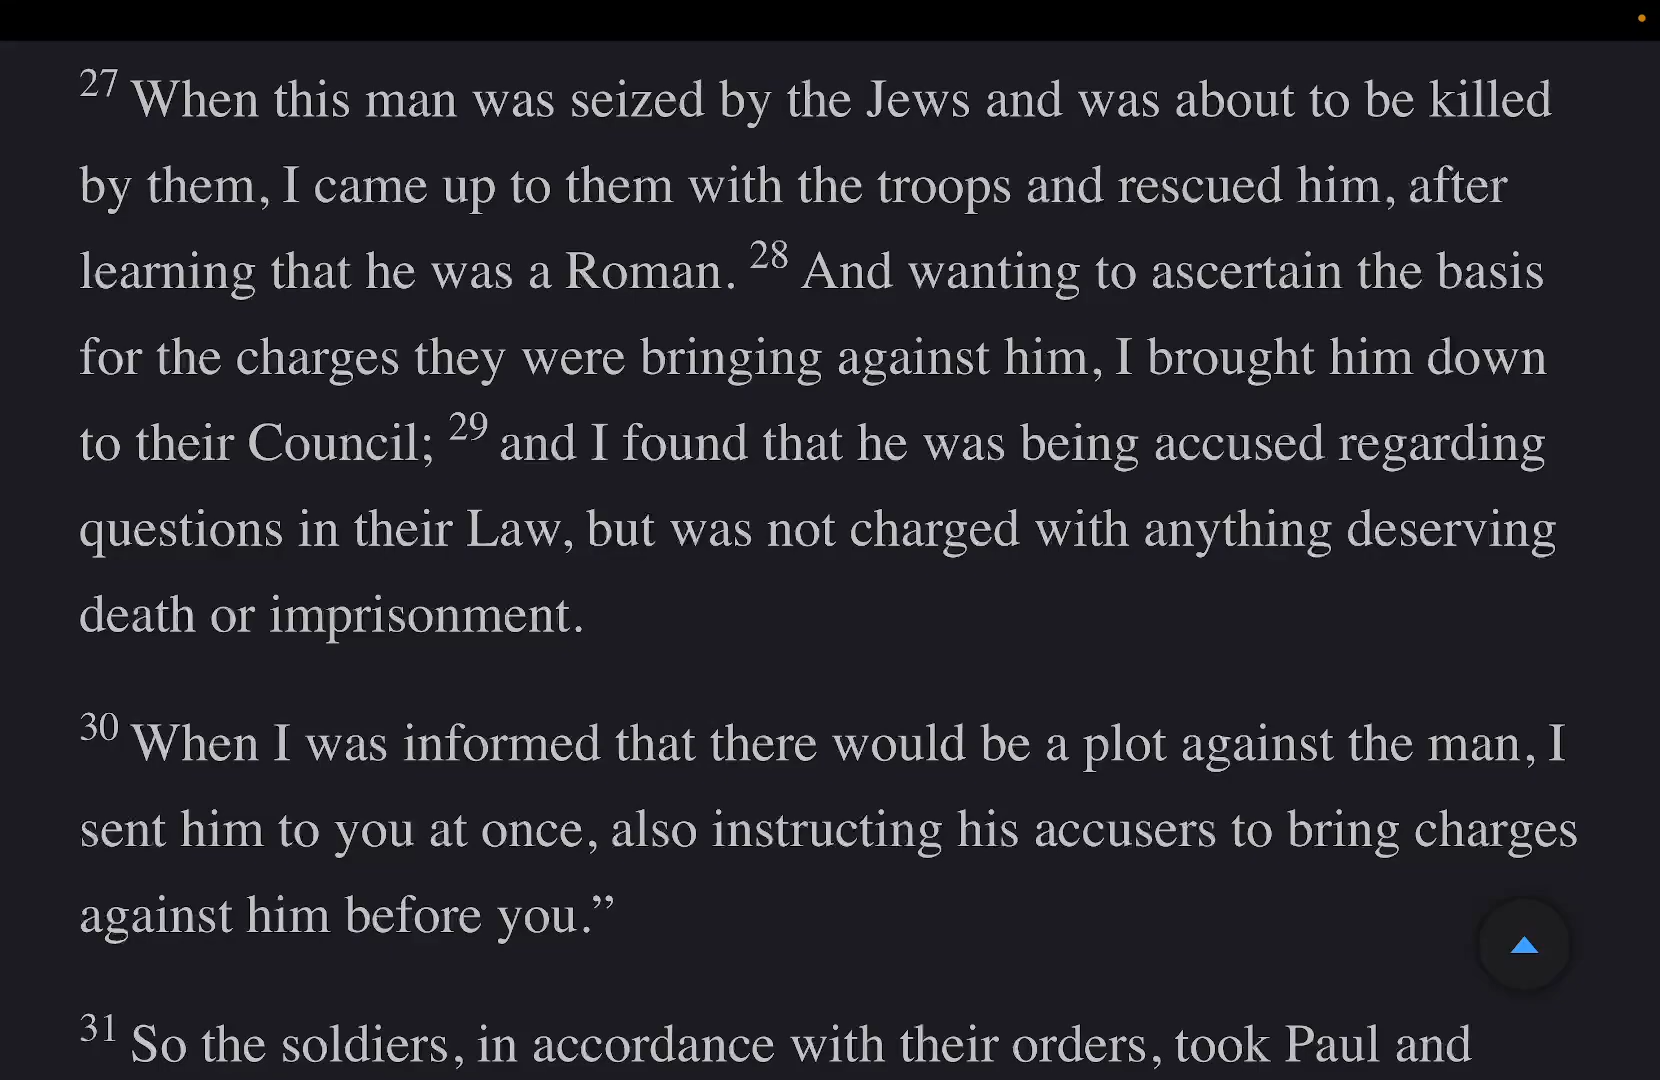 27 When this man was seized by the Jews and was about to be killed
by them, I came up to them with the troops and rescued him, after
learning that he was a Roman. 28 And wanting to ascertain the basis
for the charges they were bringing against him, I brought him down
to their Council; 29 and I found that he was being accused regarding
questions in their Law, but was not charged with anything deserving
death or imprisonment.
30 When I was informed that there would be a plot against the man, I
sent him to you at once, also instructing his accusers to bring charges
against him before you.”
31 So the soldiers, in accordance with their orders, took Paul and